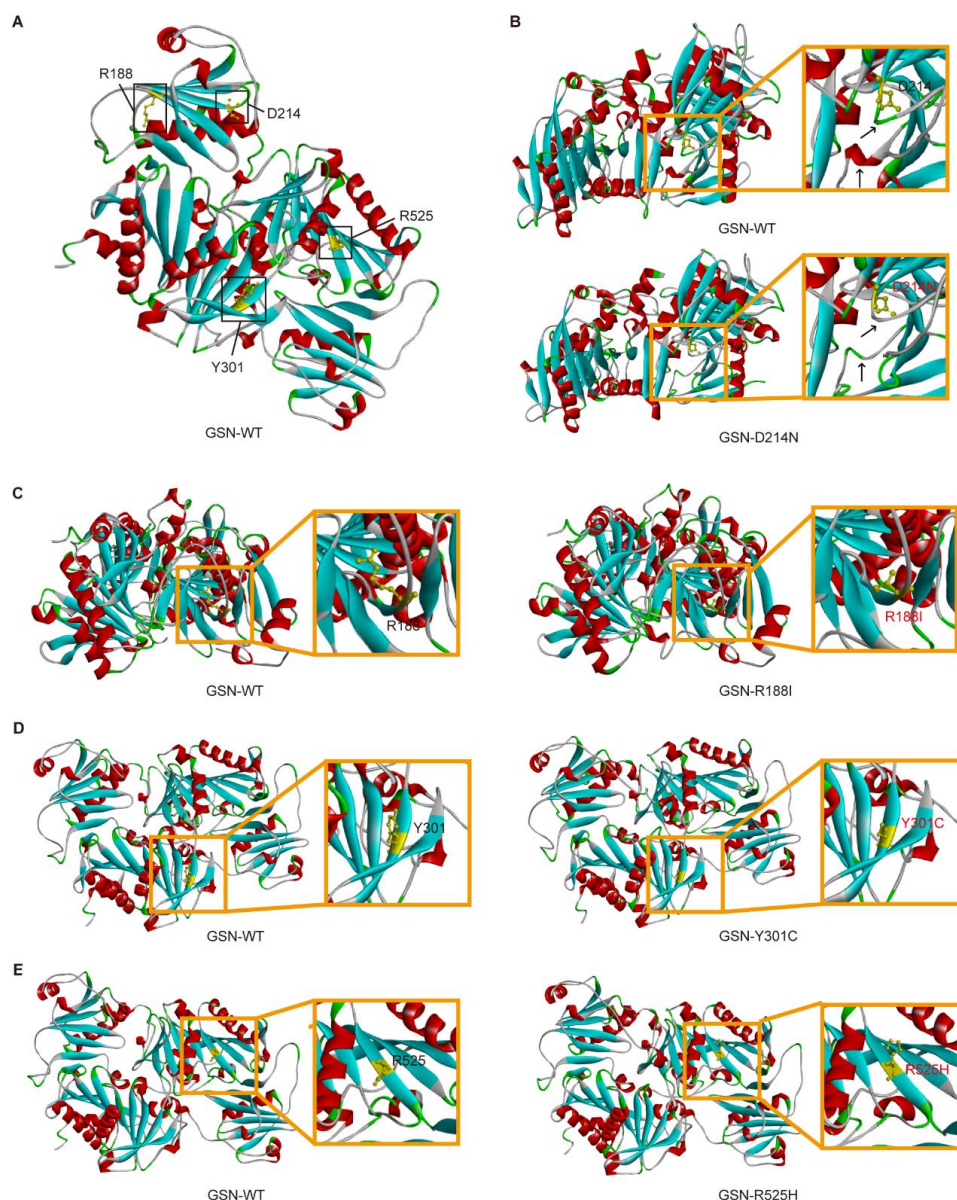 A
R188
D214
R525
Y301
GSN-WT
B
D214
GSN-WT
D214N
GSN-D214N
C
R188
GSN-WT
R188I
GSN-R188I
D
Y301
GSN-WT
Y301C
GSN-Y301C
E
R525
GSN-WT
R525H
GSN-R525H